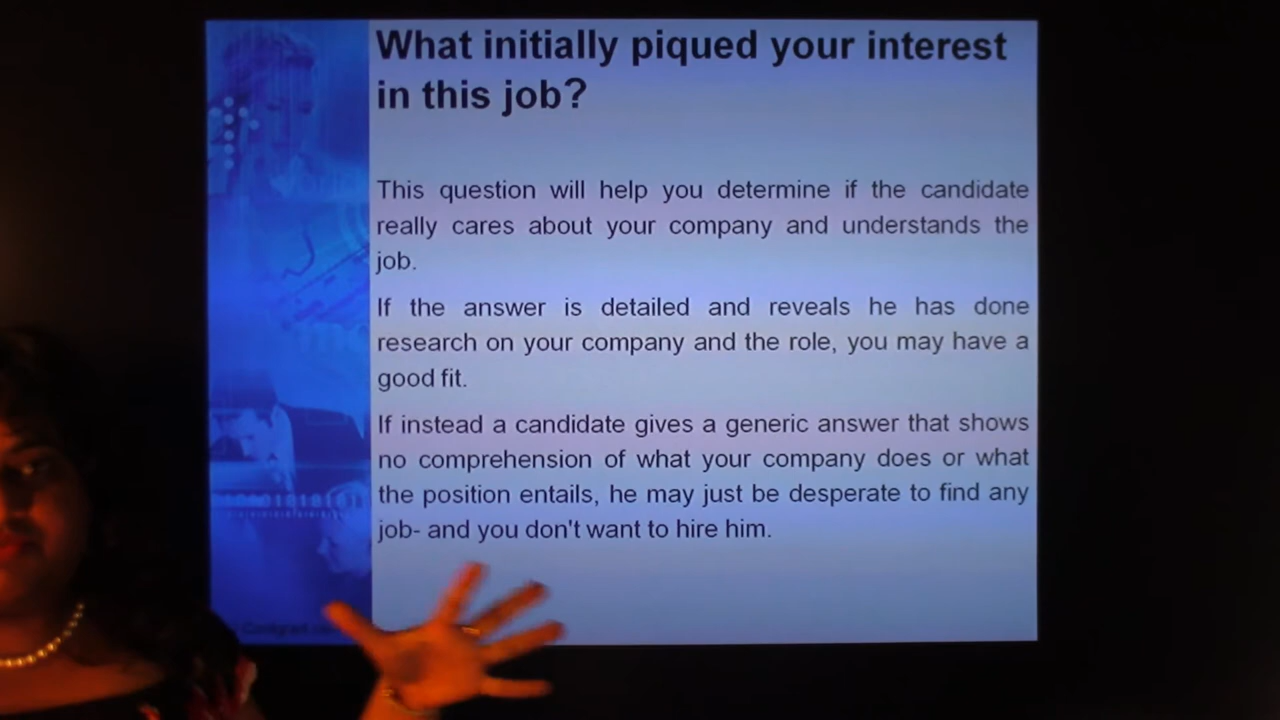 What initially piqued your interest
in this job?
This question will help you determine if the candidate
really cares about your company and understands the
job.
If the answer is detailed and reveals he has done
research on your company and the role, you may have a
good fit.
If instead a candidate gives a generic answer that shows
no comprehension of what your company does or what
the position entails, he may just be desperate to find any
job- and you don't want to hire him.